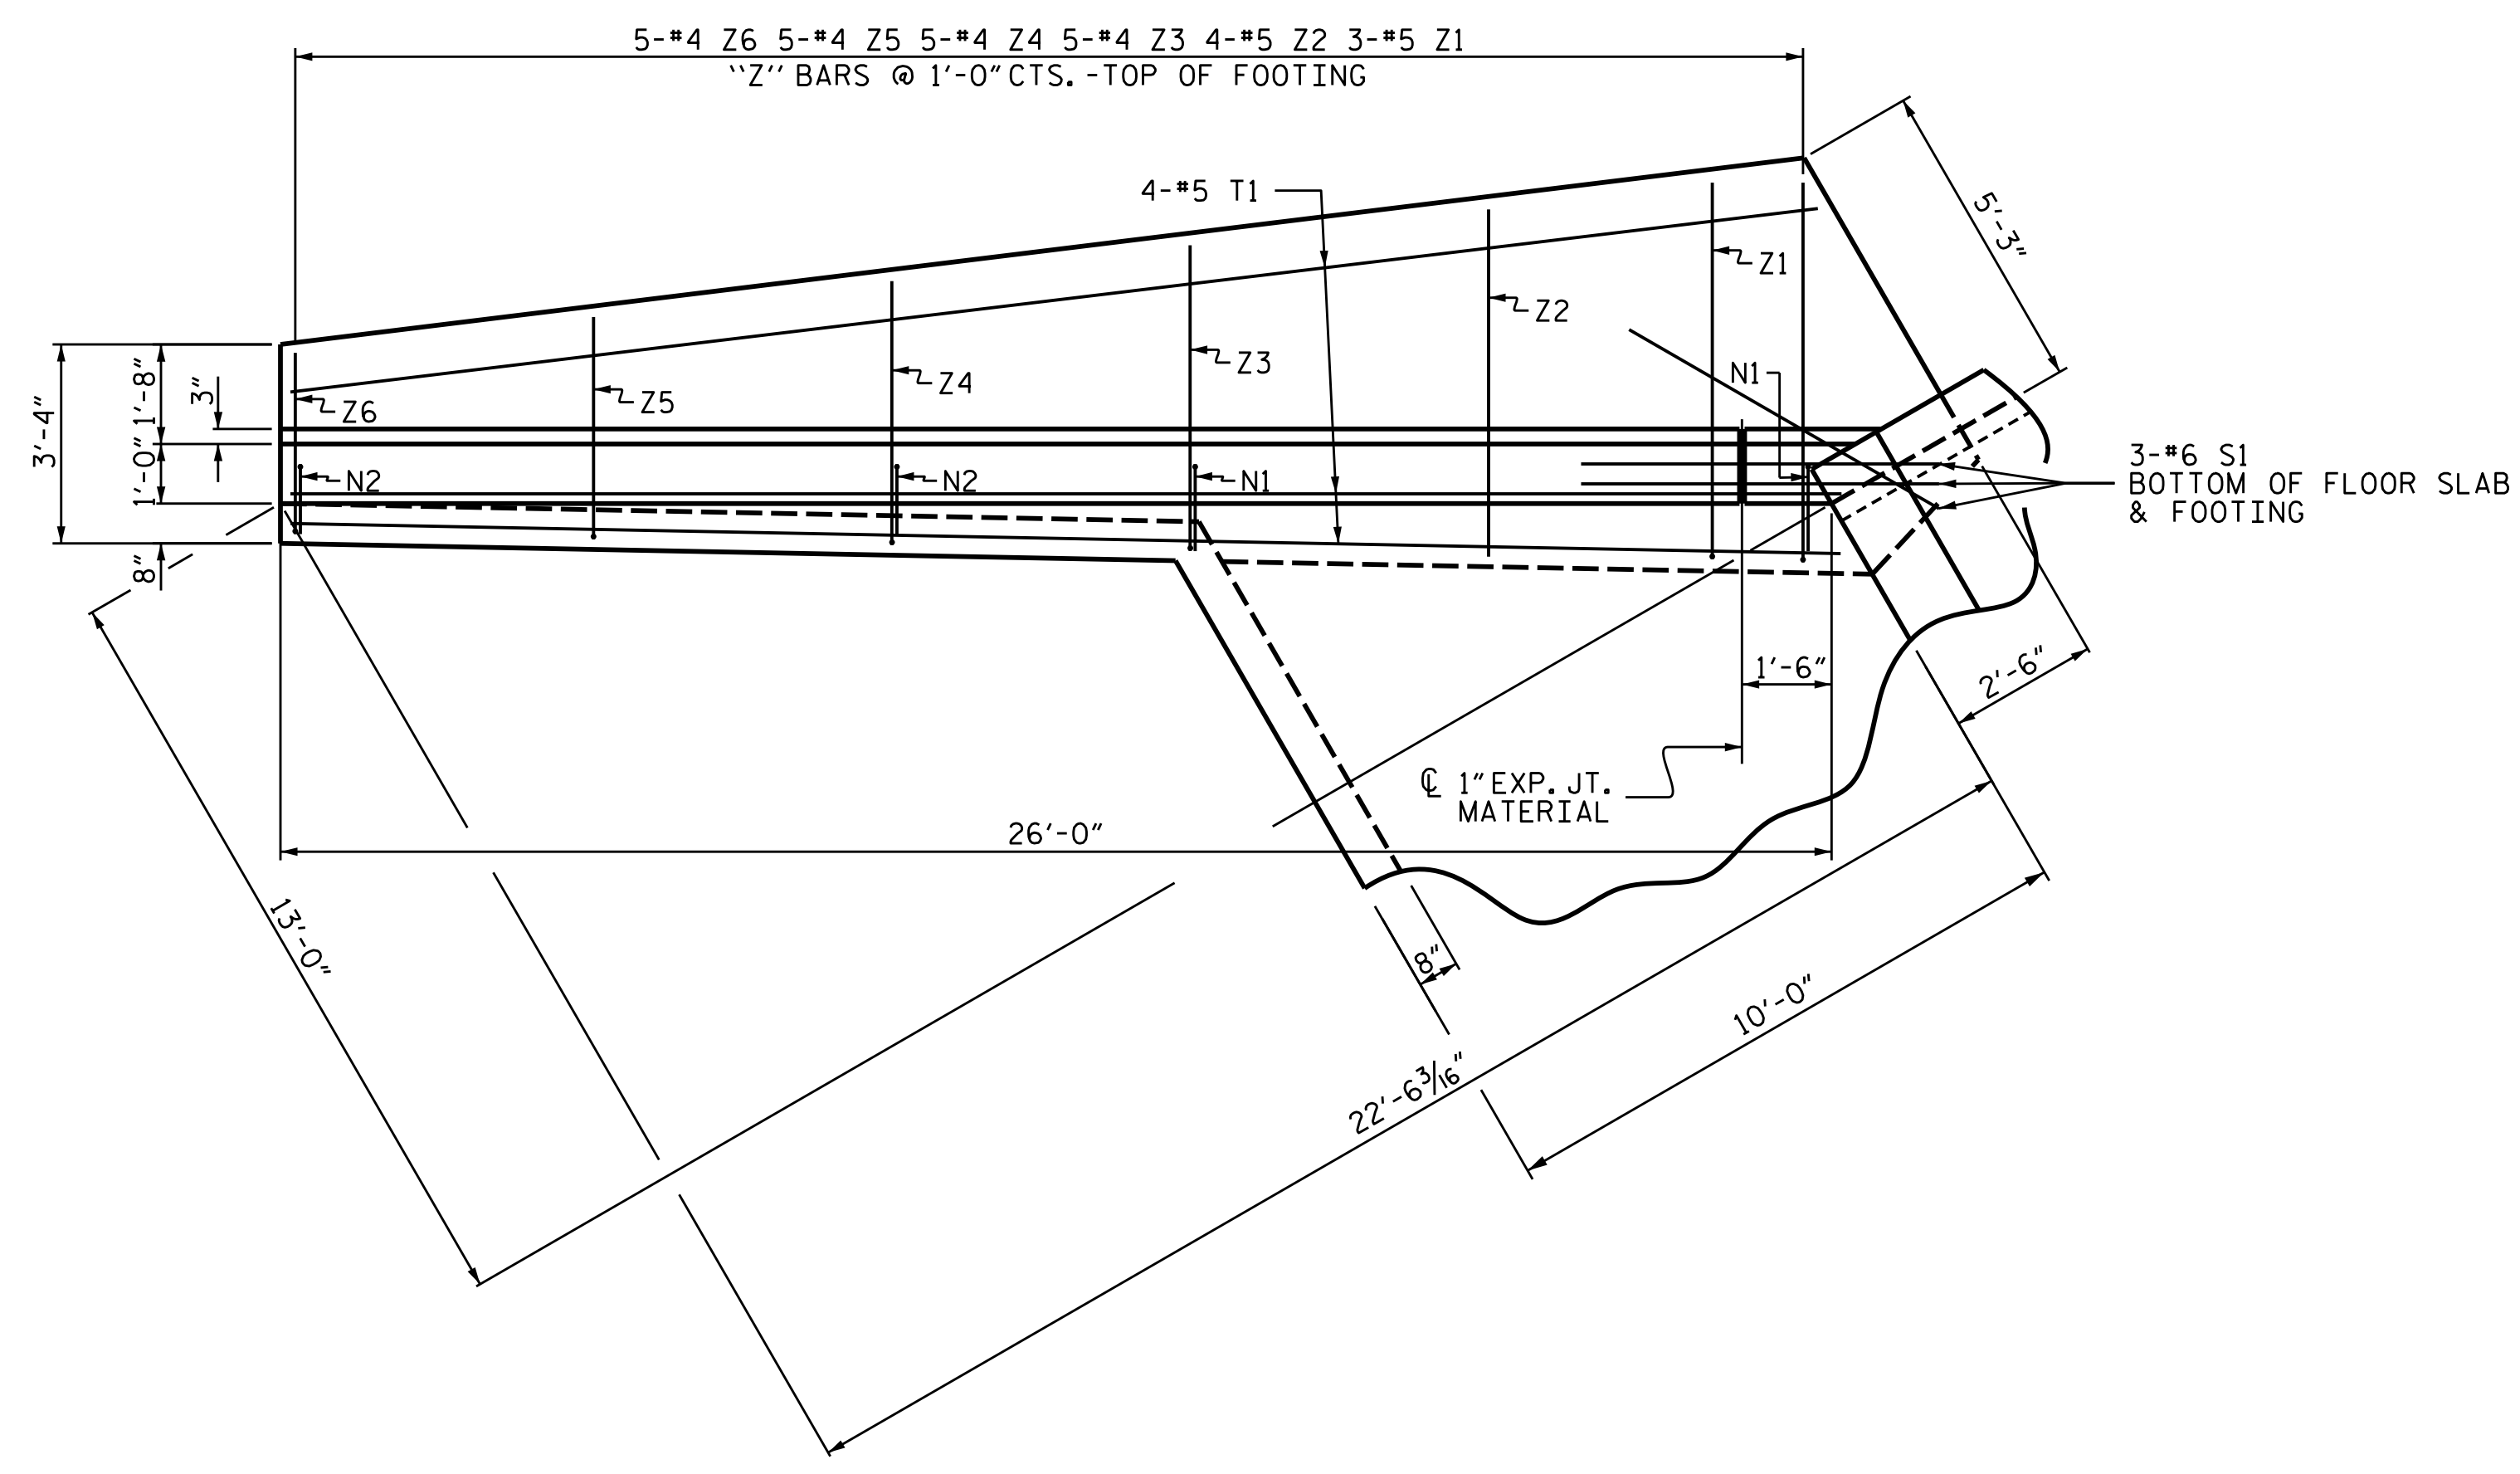 5-#4 Z6 5-#4 Z5 5-#4 Z4 5-#4 Z3 4-#5 Z2 3-#5 Z1
"Z" BARS @ 1'-0" CTS. -TOP OF FOOTING
4-#5 T1
5'-3"
Z1
Z2
Z3
N1
Z4
Z5
Z6
3'-4"
1'-8"
3"
1'-0"
8"
N2
N2
N1
3-#6 S1
BOTTOM OF FLOOR SLAB
& FOOTING
1'-6"
2'-6"
℄ 1" EXP. JT.
MATERIAL
26'-0"
13'-0"
8"
10'-0"
22'-6 3/16"